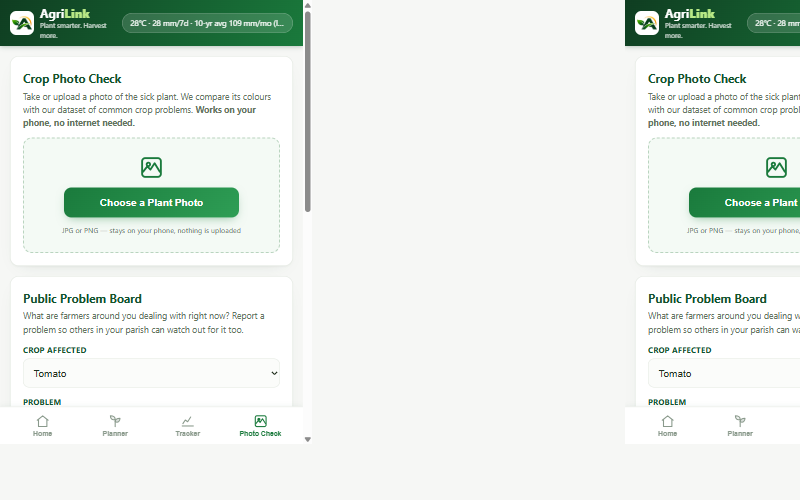 AgriLink
Plant smarter. Harvest
more.
28°C · 28 mm/7d · 10-yr avg 109 mm/mo (l...
Crop Photo Check
Take or upload a photo of the sick plant. We compare its colours
with our dataset of common crop problems. Works on your
phone, no internet needed.
Choose a Plant Photo
JPG or PNG — stays on your phone, nothing is uploaded
Public Problem Board
What are farmers around you dealing with right now? Report a
problem so others in your parish can watch out for it too.
CROP AFFECTED
Tomato
PROBLEM
Home
Planner
Tracker
Photo Check
AgriLink
Plant smarter. Harvest
more.
28°C · 28 mm
Crop Photo Check
Take or upload a photo of the sick plant
with our dataset of common crop prob
phone, no internet needed.
Choose a Plant
JPG or PNG — stays on your phone,
Public Problem Board
What are farmers around you dealing w
problem so others in your parish can wa
CROP AFFECTED
Tomato
PROBLEM
Home
Planner